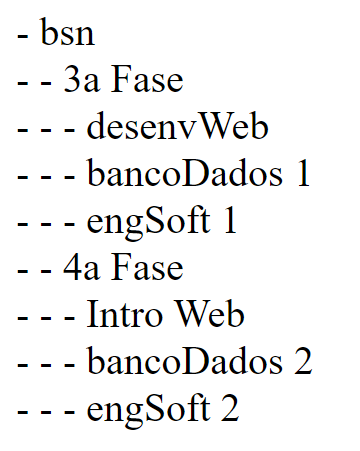 - bsn
- - 3a Fase
- - - desenvWeb
- - - bancoDados 1
- - - engSoft 1
- - 4a Fase
- - - Intro Web
- - - bancoDados 2
- - - engSoft 2